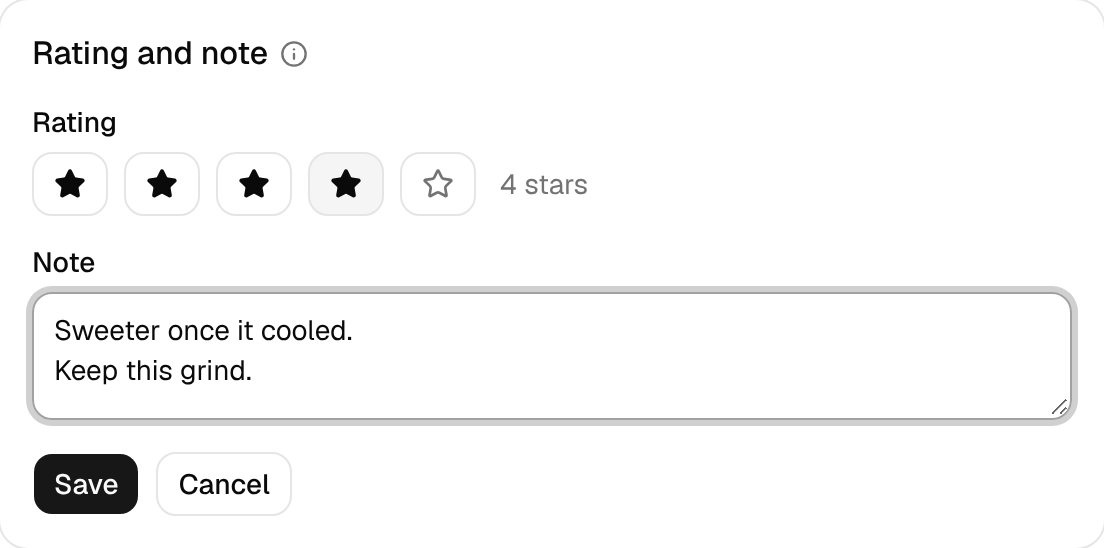 Rating and note
Rating
4 stars
Note
Sweeter once it cooled.
Keep this grind.
Save Cancel